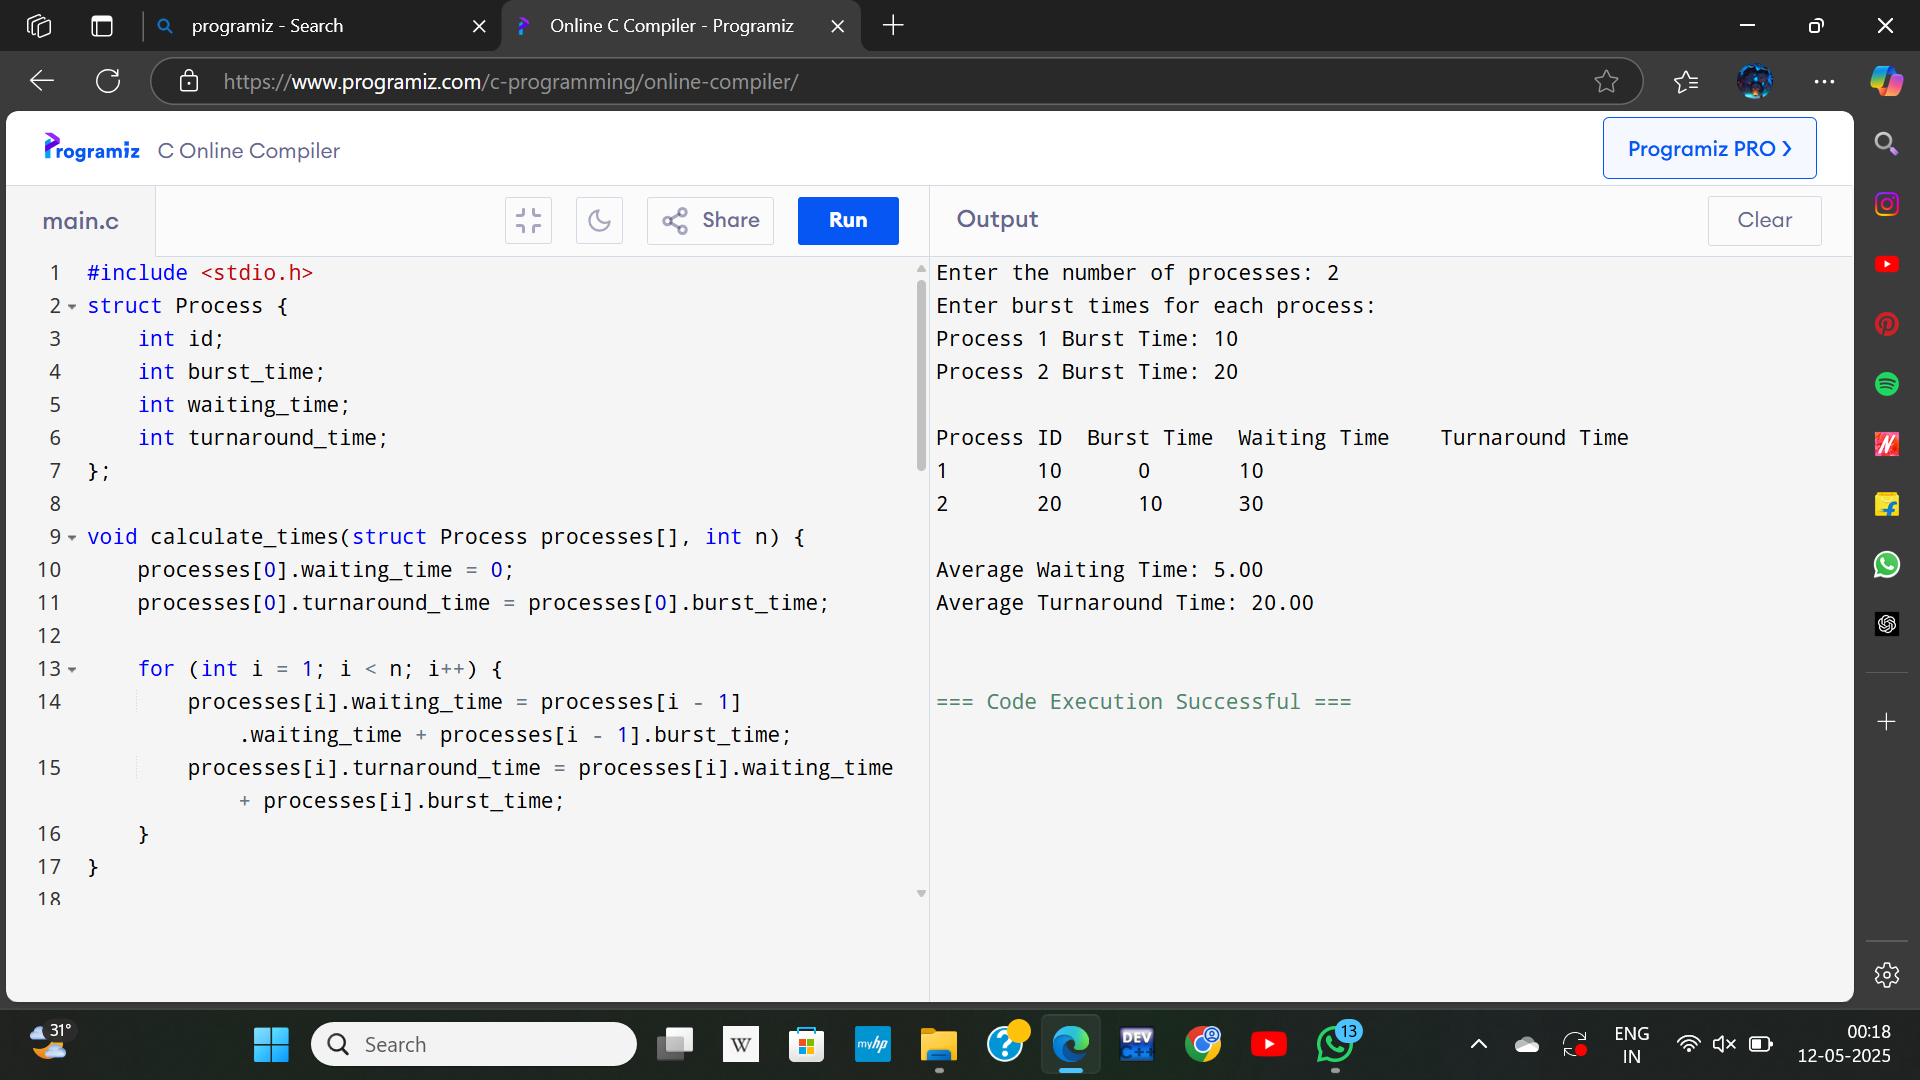 programiz - Search
Online C Compiler - Programiz
https://www.programiz.com/c-programming/online-compiler/
Programiz
C Online Compiler
Programiz PRO ❯
main.c
Share
Run
Output
Clear
1 #include <stdio.h>
2 struct Process {
3     int id;
4     int burst_time;
5     int waiting_time;
6     int turnaround_time;
7 };
8
9 void calculate_times(struct Process processes[], int n) {
10     processes[0].waiting_time = 0;
11     processes[0].turnaround_time = processes[0].burst_time;
12
13     for (int i = 1; i < n; i++) {
14         processes[i].waiting_time = processes[i - 1]
            .waiting_time + processes[i - 1].burst_time;
15         processes[i].turnaround_time = processes[i].waiting_time
            + processes[i].burst_time;
16     }
17 }
18
Enter the number of processes: 2
Enter burst times for each process:
Process 1 Burst Time: 10
Process 2 Burst Time: 20
Process ID  Burst Time  Waiting Time    Turnaround Time
1       10      0       10
2       20      10      30
Average Waiting Time: 5.00
Average Turnaround Time: 20.00
=== Code Execution Successful ===
31°
Search
W
myhp
?
DEV
C++
13
ENG
IN
00:18
12-05-2025